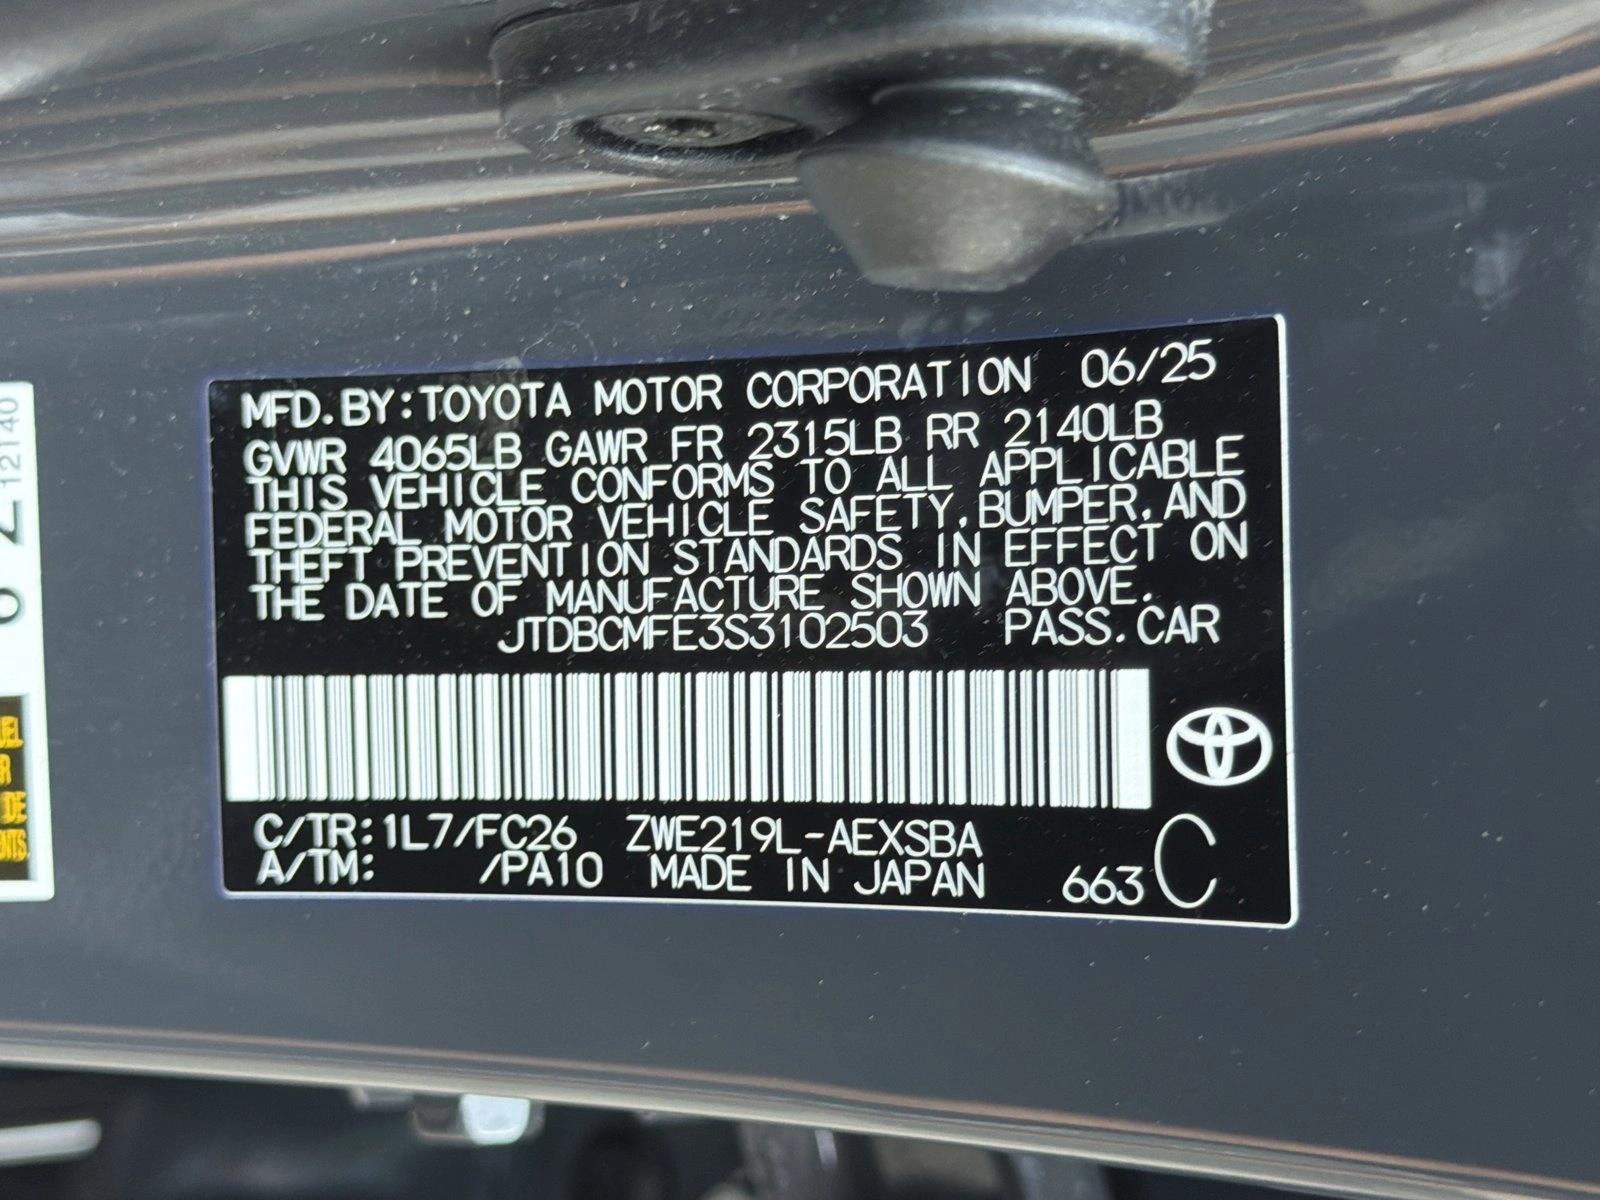 MFD.BY:TOYOTA MOTOR CORPORATION 06/25
GVWR 4065LB GAWR FR 2315LB RR 2140LB
THIS VEHICLE CONFORMS TO ALL APPLICABLE
FEDERAL MOTOR VEHICLE SAFETY,BUMPER,AND
THEFT PREVENTION STANDARDS IN EFFECT ON
THE DATE OF MANUFACTURE SHOWN ABOVE.
JTDBCMFE3S3102503 PASS.CAR
C/TR:1L7/FC26 ZWE219L-AEXSBA
A/TM: /PA10 MADE IN JAPAN 663 C
12140
DE